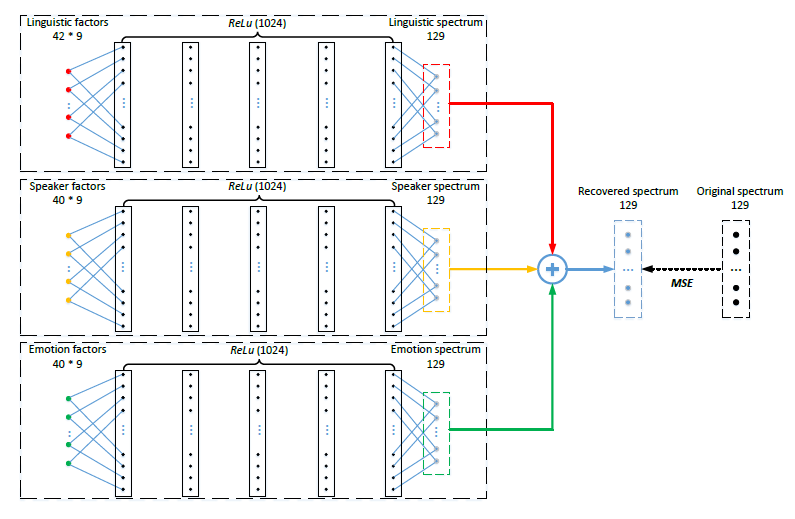 Linguistic factors
42 * 9
ReLu (1024)
Linguistic spectrum
129
Speaker factors
40 * 9
ReLu (1024)
Speaker spectrum
129
Recovered spectrum
129
Original spectrum
129
MSE
Emotion factors
40 * 9
ReLu (1024)
Emotion spectrum
129